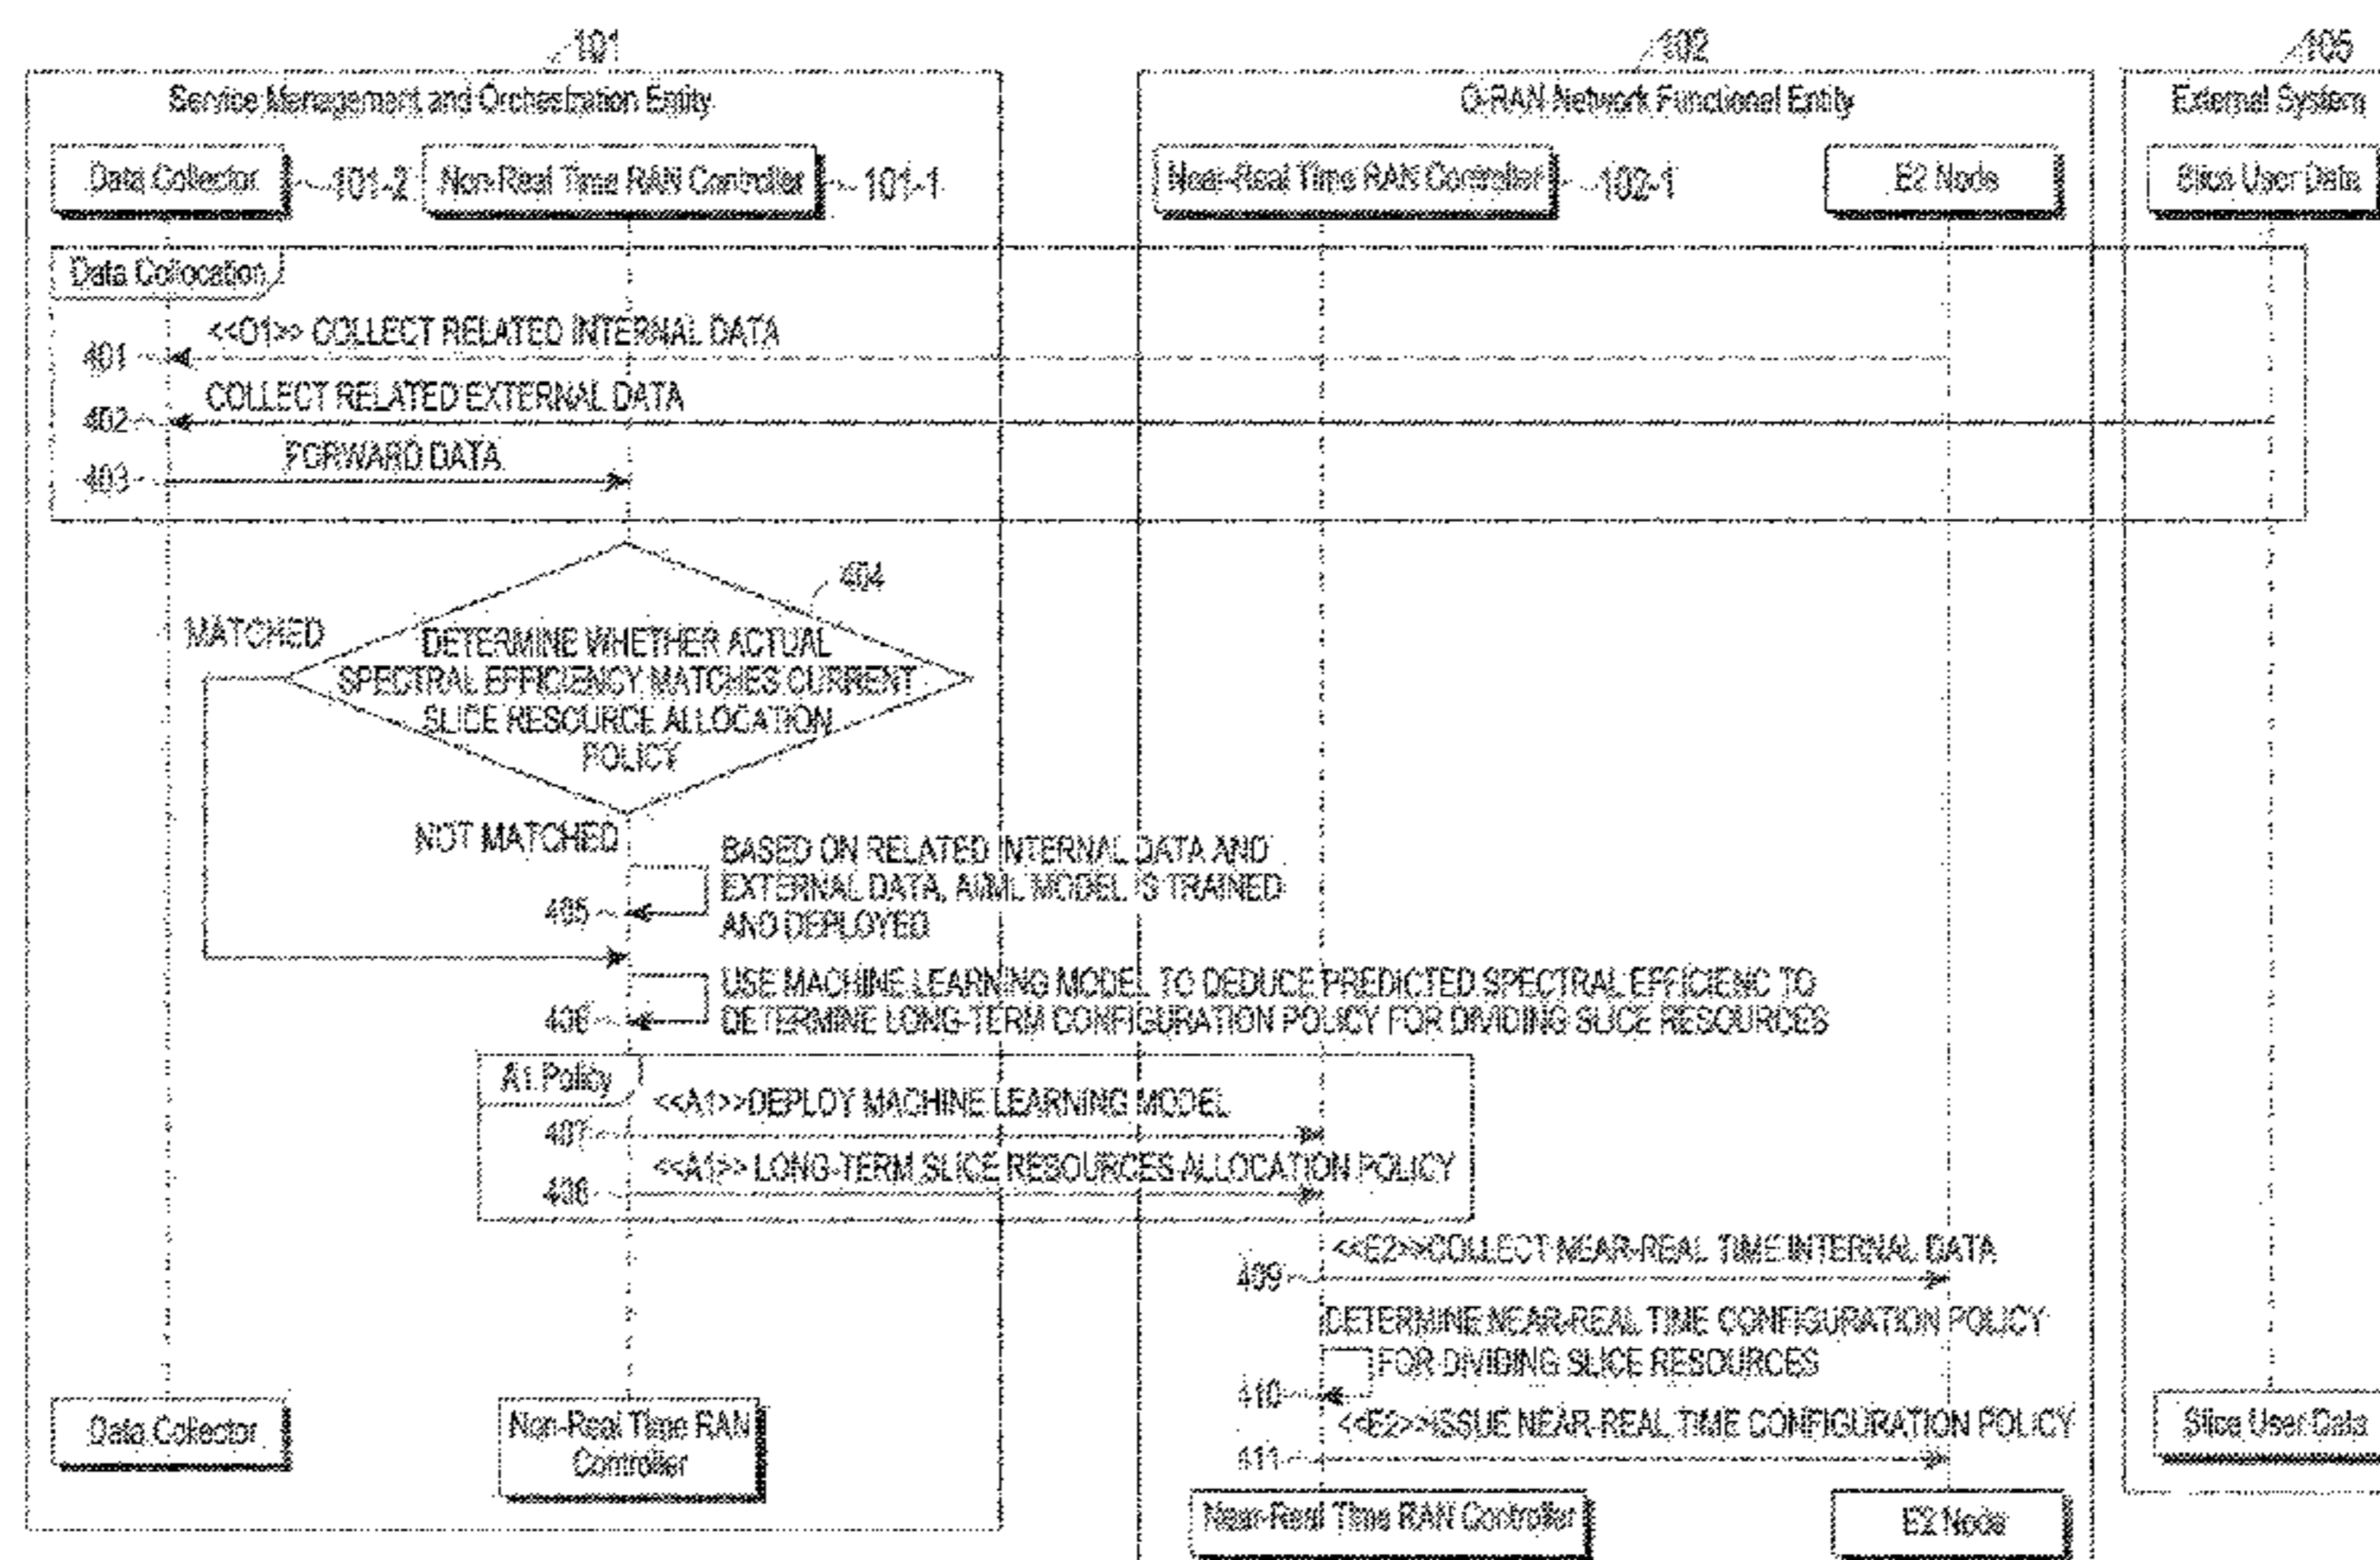 101
102
105
Service Management and Orchestration Entity
O-RAN Network Functional Entity
External System
Data Collector
101-2
Non-Real Time RAN Controller
101-1
Near-Real Time RAN Controller
102-1
E2 Node
Slice User Data
Data Collocation
<<O1>> COLLECT RELATED INTERNAL DATA
401
COLLECT RELATED EXTERNAL DATA
402
FORWARD DATA
403
404
MATCHED
DETERMINE WHETHER ACTUAL
SPECTRAL EFFICIENCY MATCHES CURRENT
SLICE RESOURCE ALLOCATION
POLICY
NOT MATCHED
BASED ON RELATED INTERNAL DATA AND
EXTERNAL DATA, AI/ML MODEL IS TRAINED
AND DEPLOYED
405
USE MACHINE LEARNING MODEL TO DEDUCE PREDICTED SPECTRAL EFFICIENC TO
DETERMINE LONG-TERM CONFIGURATION POLICY FOR DIVIDING SLICE RESOURCES
406
A1 Policy
<<A1>>DEPLOY MACHINE LEARNING MODEL
407
<<A1>> LONG-TERM SLICE RESOURCES ALLOCATION POLICY
408
<<E2>>COLLECT NEAR-REAL TIME INTERNAL DATA
409
DETERMINE NEAR-REAL TIME CONFIGURATION POLICY
FOR DIVIDING SLICE RESOURCES
410
<<E2>>ISSUE NEAR-REAL TIME CONFIGURATION POLICY
411
Data Collector
Non-Real Time RAN
Controller
Near-Real Time RAN Controller
E2 Node
Slice User Data